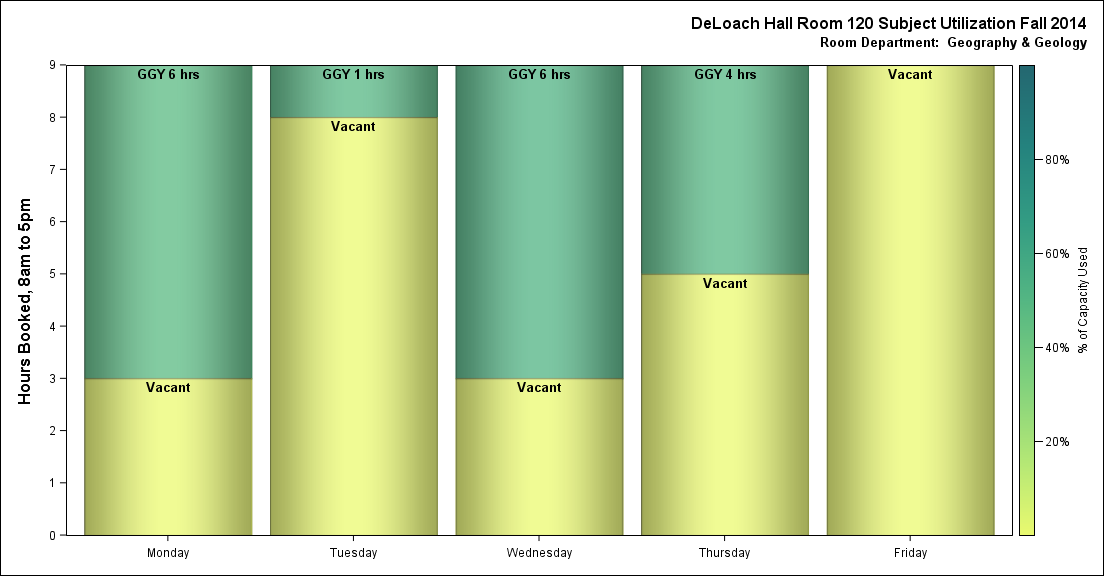 DeLoach Hall Room 120 Subject Utilization Fall 2014
Room Department:  Geography & Geology
Hours Booked, 8am to 5pm
9
8
7
6
5
4
3
2
1
0
GGY 6 hrs
Vacant
GGY 1 hrs
Vacant
GGY 6 hrs
Vacant
GGY 4 hrs
Vacant
Vacant
Monday
Tuesday
Wednesday
Thursday
Friday
80%
60%
40%
20%
% of Capacity Used